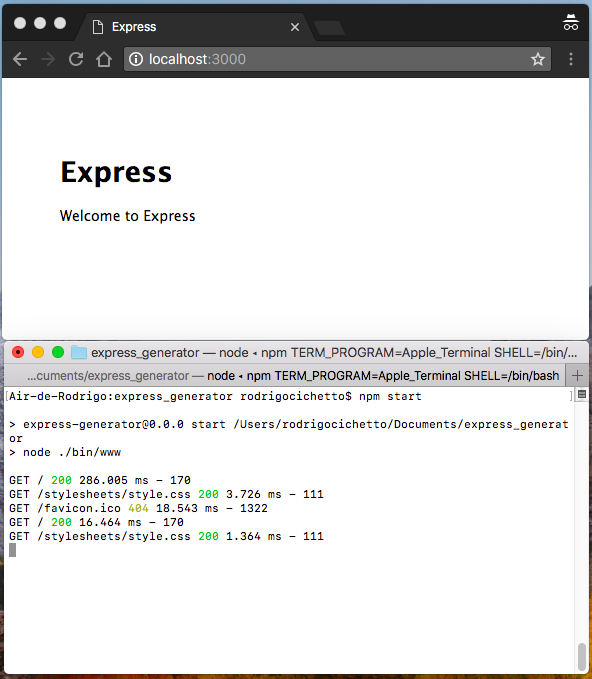 Express
localhost:3000
Express
Welcome to Express
express_generator — node ◂ npm TERM_PROGRAM=Apple_Terminal SHELL=/bin/...
...cuments/express_generator — node ◂ npm TERM_PROGRAM=Apple_Terminal SHELL=/bin/bash
[Air-de-Rodrigo:express_generator rodrigocichetto$ npm start ]
> express-generator@0.0.0 start /Users/rodrigocichetto/Documents/express_generat
or
> node ./bin/www
GET / 200 286.005 ms - 170
GET /stylesheets/style.css 200 3.726 ms - 111
GET /favicon.ico 404 18.543 ms - 1322
GET / 200 16.464 ms - 170
GET /stylesheets/style.css 200 1.364 ms - 111